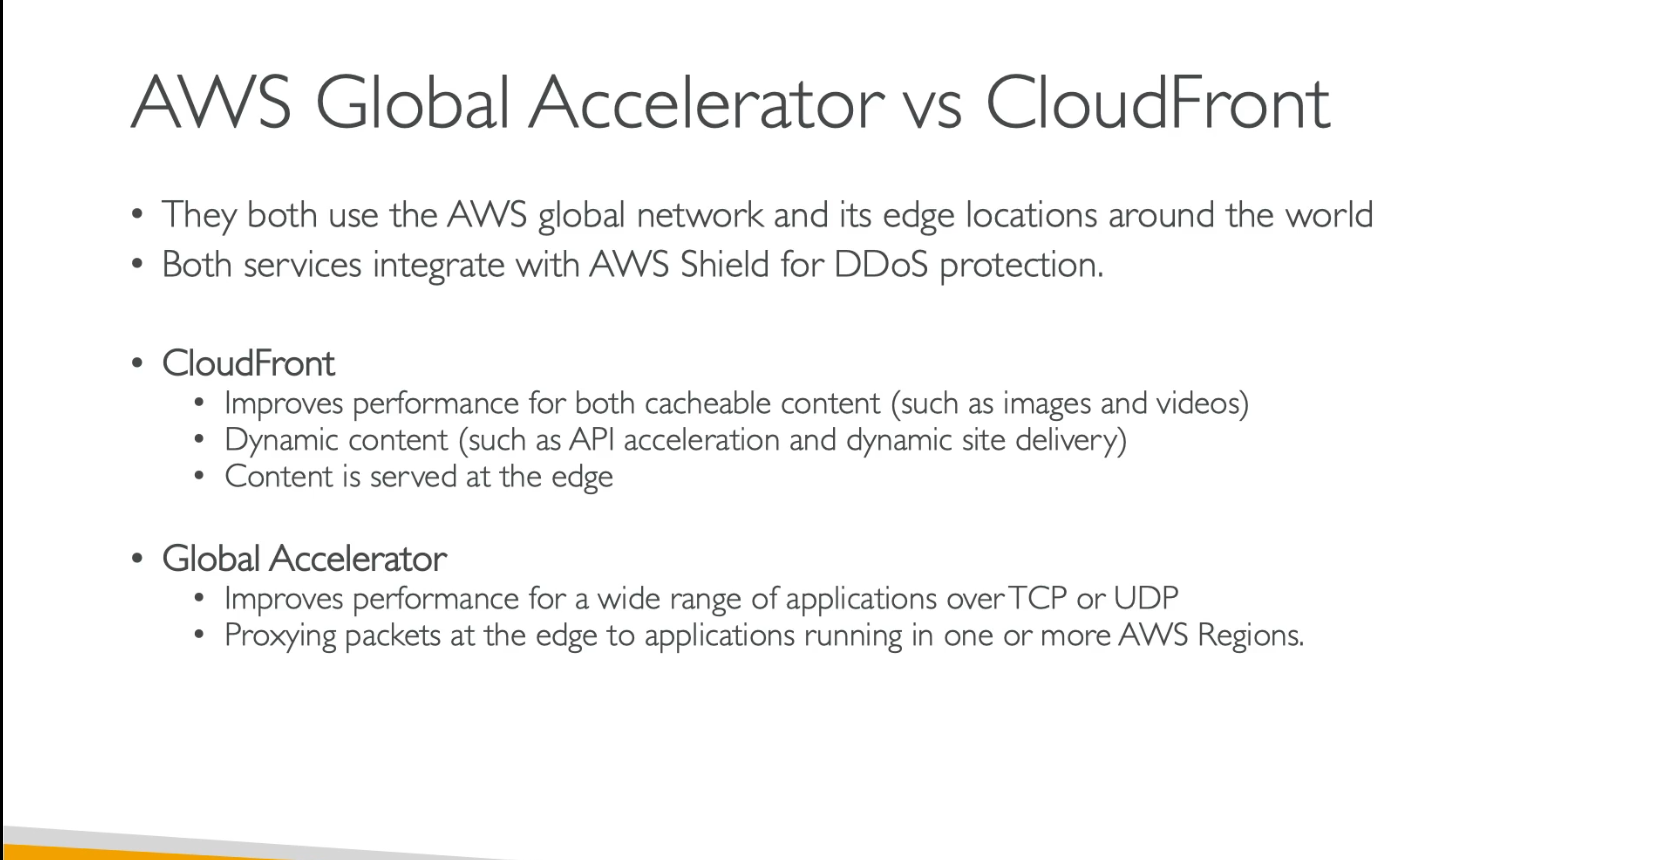 AWS Global Accelerator vs CloudFront
• They both use the AWS global network and its edge locations around the world
• Both services integrate with AWS Shield for DDoS protection.
• CloudFront
• Improves performance for both cacheable content (such as images and videos)
• Dynamic content (such as API acceleration and dynamic site delivery)
• Content is served at the edge
• Global Accelerator
• Improves performance for a wide range of applications over TCP or UDP
• Proxying packets at the edge to applications running in one or more AWS Regions.